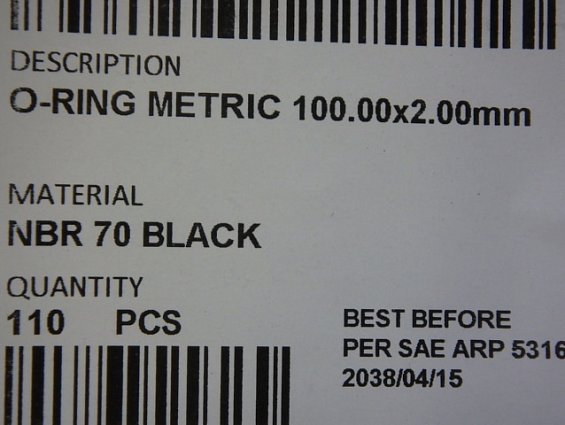 DESCRIPTION
O-RING METRIC 100.00x2.00mm
MATERIAL
NBR 70 BLACK
QUANTITY
110 PCS
BEST BEFORE
PER SAE ARP 5316
2038/04/15